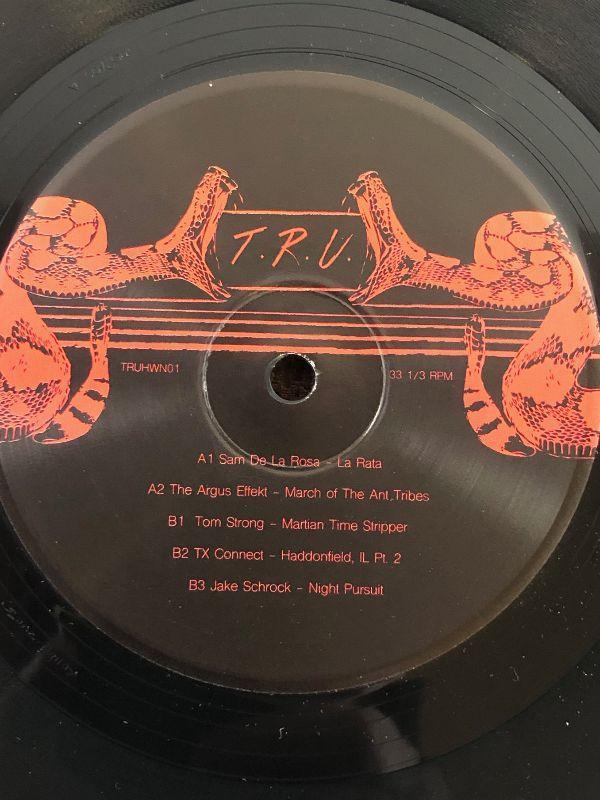 T.R.U.
TRUHWN01
33 1/3 RPM
A1 Sam De La Rosa - La Rata
A2 The Argus Effekt - March of The Ant Tribes
B1 Tom Strong - Martian Time Stripper
B2 TX Connect - Haddonfield, IL Pt. 2
B3 Jake Schrock - Night Pursuit